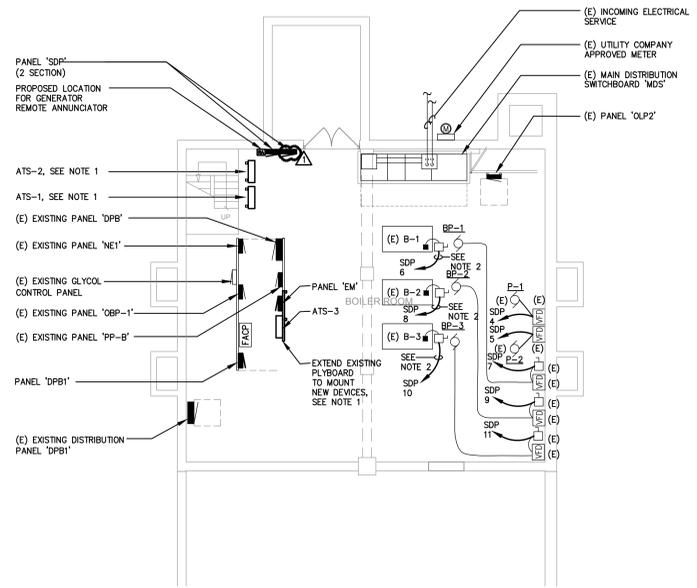 (E) INCOMING ELECTRICAL
SERVICE
(E) UTILITY COMPANY
APPROVED METER
(E) MAIN DISTRIBUTION
SWITCHBOARD 'MDS'
(E) PANEL 'OLP2'
PANEL 'SDP'
(2 SECTION)
PROPOSED LOCATION
FOR GENERATOR
REMOTE ANNUNCIATOR
ATS-2, SEE NOTE 1
ATS-1, SEE NOTE 1
(E) EXISTING PANEL 'DPB'
(E) EXISTING PANEL 'NE1'
(E) EXISTING GLYCOL
CONTROL PANEL
(E) EXISTING PANEL 'OBP-1'
(E) EXISTING PANEL 'PP-B'
PANEL 'DPB1'
(E) EXISTING DISTRIBUTION
PANEL 'DPB1'
1
M
UP
FACP
PANEL 'EM'
ATS-3
EXTEND EXISTING
PLYBOARD
TO MOUNT
NEW DEVICES,
SEE NOTE 1
BOILER ROOM
(E) B-1
BP-1
SDP
6
SEE
NOTE 2
(E) B-2
BP-2
SDP
8
SEE
NOTE 2
(E) B-3
BP-3
SEE
NOTE 2
SDP
10
P-1
(E)
(E)
SDP
4
VFD
SDP
5
VFD
(E)
P-2
(E)
SDP
7
(E)
VFD
(E)
SDP
9
(E)
VFD
(E)
SDP
11
(E)
VFD
(E)